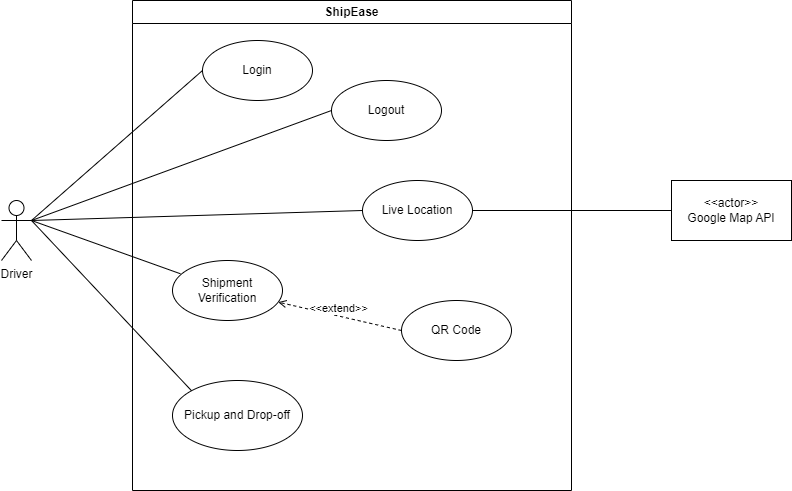 ShipEase
Login
Logout
Live Location
<<actor>>
Google Map API
Driver
Shipment
Verification
<<extend>>
QR Code
Pickup and Drop-off